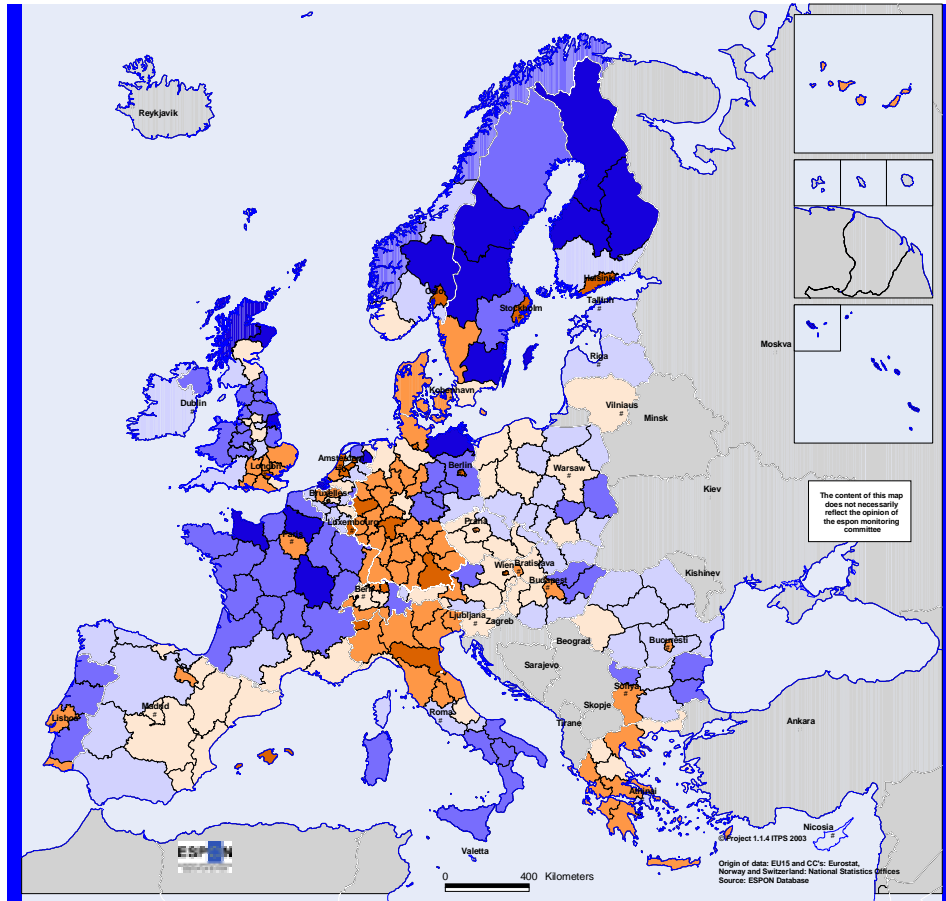 Reykjavik
Oslo
Helsinki
Tallinn
#
Stockholm
Riga
#
Moskva
Dublin
#
København
Vilniaus
#
Minsk
London
Amsterdam
Berlin
Warsaw
#
Bruxelles
Kiev
The content of this map
does not necessarily
reflect the opinion of
the espon monitoring
committee
Luxembourg
Praha
Paris
#
Wien
Bratislava
Budapest
Kishinev
Bern
#
Ljubljana
#
Zagreb
Beograd
Bucuresti
#
Sarajevo
Sofiya
#
Skopje
Roma
#
Madrid
#
Lisboa
Tirane
Ankara
Athinai
Nicosia
#
Valetta
ESPON
0 400 Kilometers
© Project 1.1.4 ITPS 2003
Origin of data: EU15 and CC's: Eurostat,
Norway and Switzerland: National Statistics Offices
Source: ESPON Database